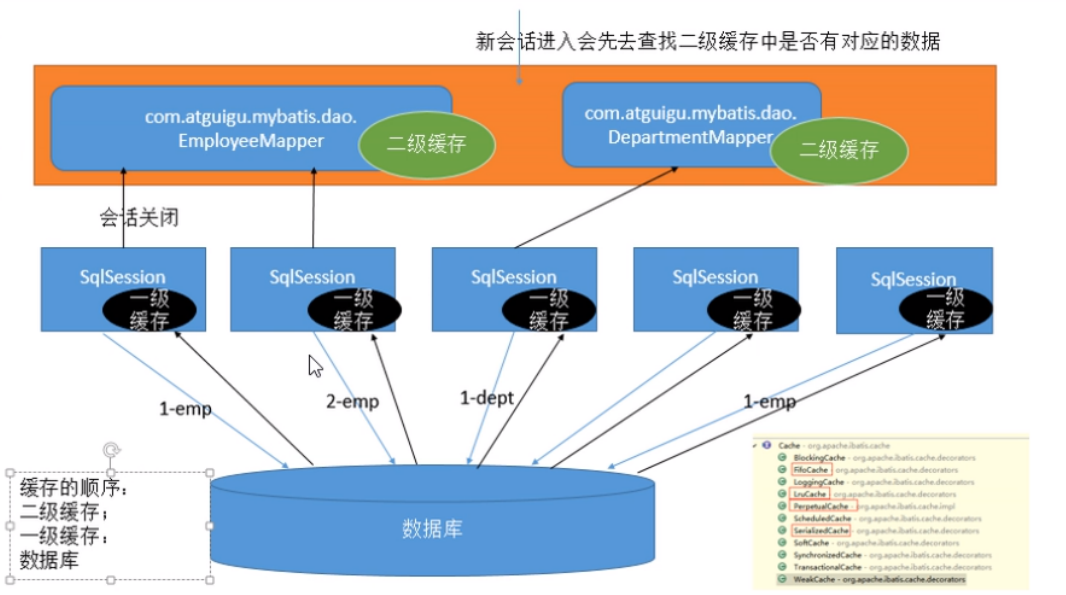 新会话进入会先去查找二级缓存中是否有对应的数据
com.atguigu.mybatis.dao.
EmployeeMapper
二级缓存
com.atguigu.mybatis.dao.
DepartmentMapper
二级缓存
会话关闭
SqlSession
一级
缓存
SqlSession
一级
缓存
SqlSession
一级
缓存
SqlSession
一级
缓存
SqlSession
一级
缓存
1-emp
2-emp
1-dept
1-emp
缓存的顺序：
二级缓存；
一级缓存：
数据库
数据库
Cache - org.apache.ibatis.cache
BlockingCache - org.apache.ibatis.cache.decorators
FifoCache - org.apache.ibatis.cache.decorators
LoggingCache - org.apache.ibatis.cache.decorators
LruCache - org.apache.ibatis.cache.decorators
PerpetualCache - org.apache.ibatis.cache.impl
ScheduledCache - org.apache.ibatis.cache.decorators
SerializedCache - org.apache.ibatis.cache.decorators
SoftCache - org.apache.ibatis.cache.decorators
SynchronizedCache - org.apache.ibatis.cache.decorators
TransactionalCache - org.apache.ibatis.cache.decorators
WeakCache - org.apache.ibatis.cache.decorators